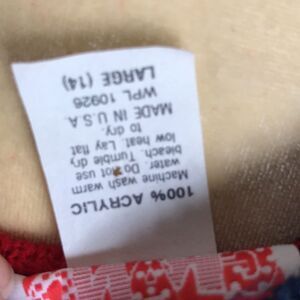 100% ACRYLIC
Machine wash warm
water. Do Not use
bleach. Tumble dry
low heat. Lay flat
to dry.
MADE IN U.S.A.
WPL 10926
LARGE (14)